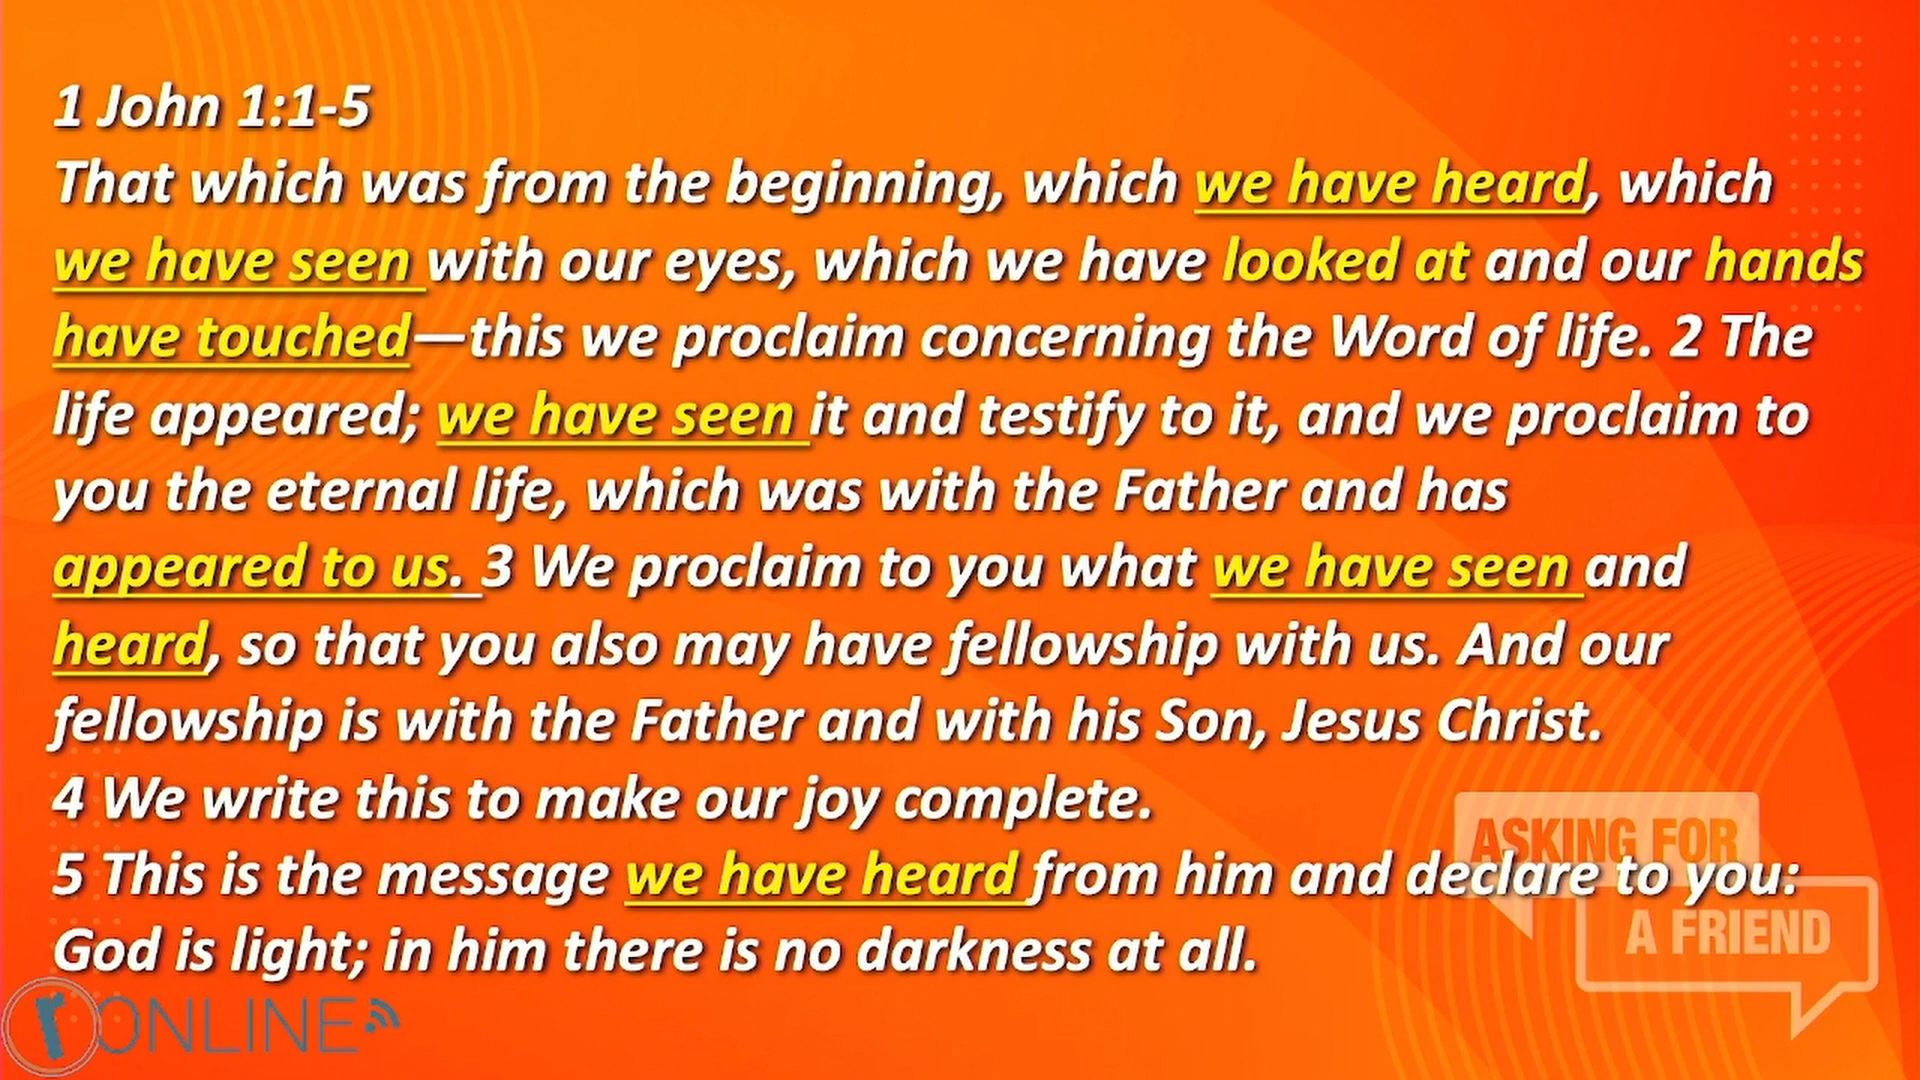 1 John 1:1-5
That which was from the beginning, which we have heard, which
we have seen with our eyes, which we have looked at and our hands
have touched—this we proclaim concerning the Word of life. 2 The
life appeared; we have seen it and testify to it, and we proclaim to
you the eternal life, which was with the Father and has
appeared to us. 3 We proclaim to you what we have seen and
heard, so that you also may have fellowship with us. And our
fellowship is with the Father and with his Son, Jesus Christ.
4 We write this to make our joy complete.
5 This is the message we have heard from him and declare to you:
God is light; in him there is no darkness at all.
ASKING FOR
A FRIEND
r ONLINE